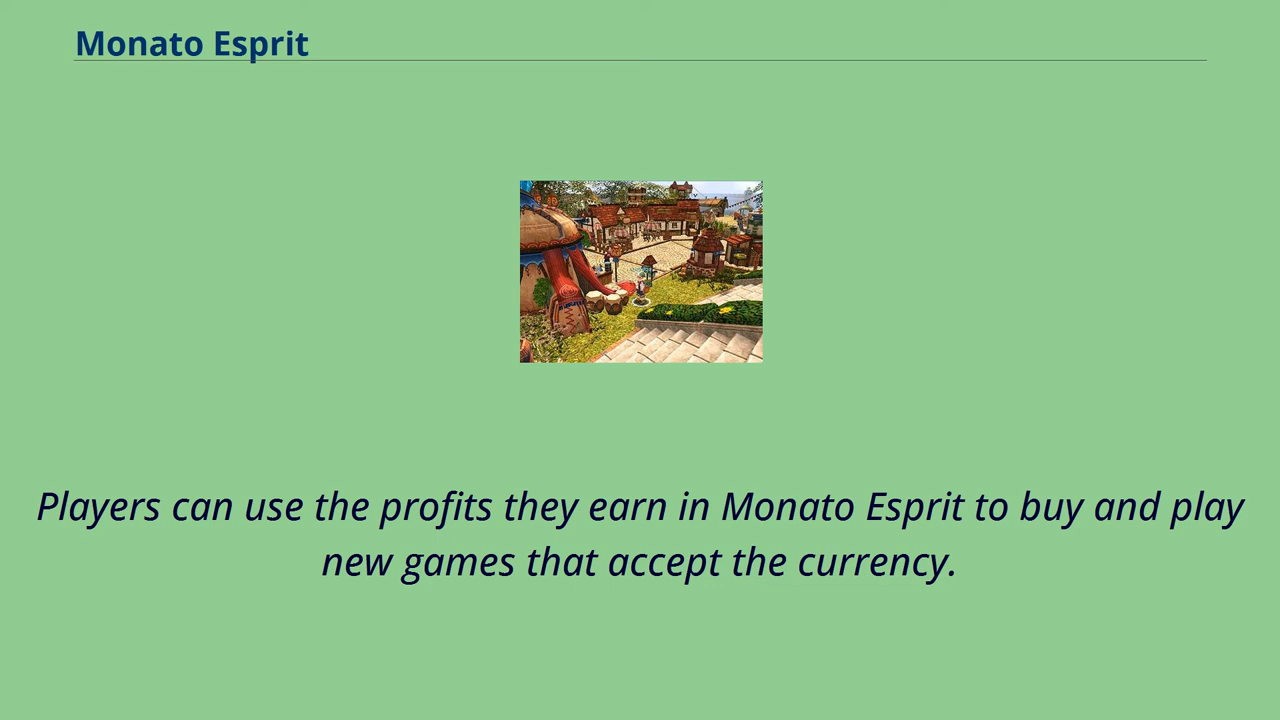 Monato Esprit
Players can use the profits they earn in Monato Esprit to buy and play
new games that accept the currency.